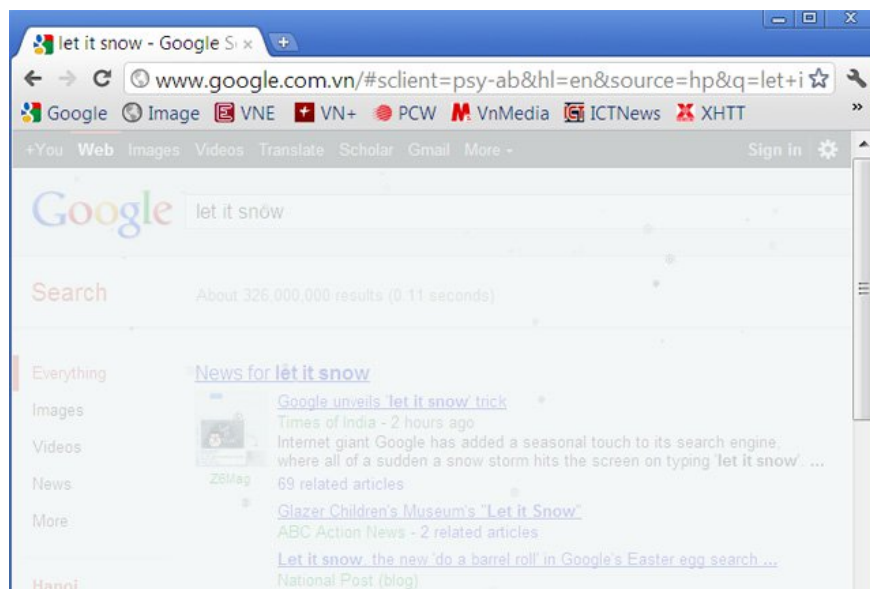 let it snow - Google S
www.google.com.vn/#sclient=psy-ab&hl=en&source=hp&q=let+i
Google Image VNE VN+ PCW VnMedia ICTNews XHTT »
+You Web Images Videos Translate Scholar Gmail More Sign in
Google let it snow
Search About 326,000,000 results (0.11 seconds)
Everything
Images
Videos
News
More
Hanoi
News for let it snow
Google unveils 'let it snow' trick
Times of India - 2 hours ago
Internet giant Google has added a seasonal touch to its search engine,
where all of a sudden a snow storm hits the screen on typing 'let it snow'. ...
Z6Mag
69 related articles
Glazer Children's Museum's "Let it Snow"
ABC Action News - 2 related articles
Let it snow, the new 'do a barrel roll' in Google's Easter egg search ...
National Post (blog)